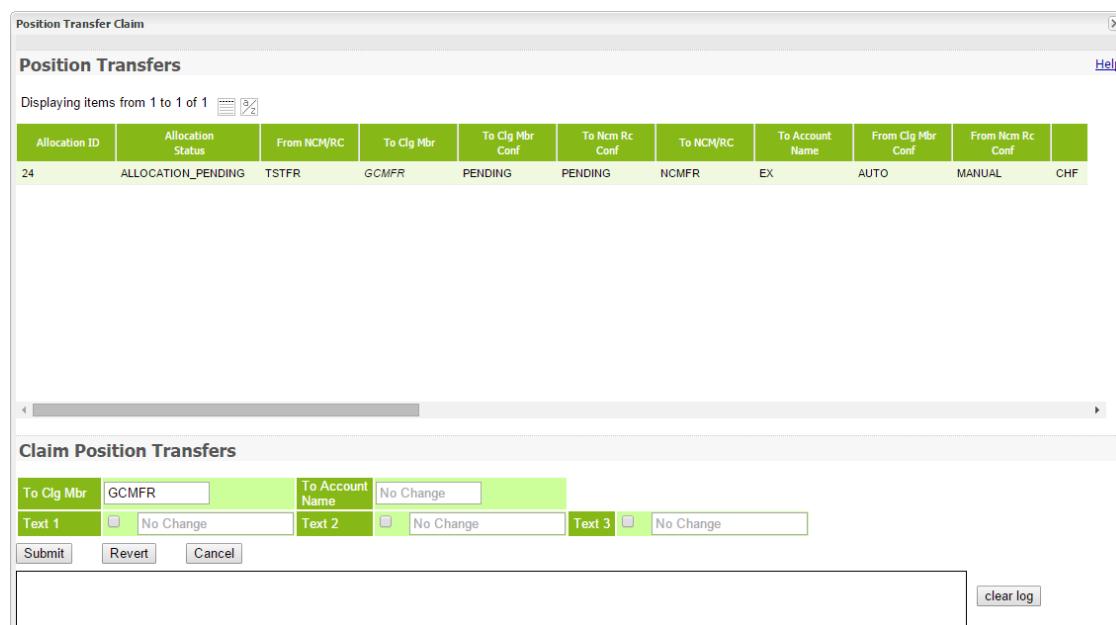 Position Transfer Claim
Position Transfers
Displaying items from 1 to 1 of 1
Allocation ID Allocation Status From NCM/RC To Clg Mbr To Clg Mbr Conf To Ncm Rc Conf To NCM/RC To Account Name From Clg Mbr Conf From Ncm Rc Conf
24 ALLOCATION_PENDING TSTFR GCMFR PENDING PENDING NCMFR EX AUTO MANUAL CHF
Claim Position Transfers
To Clg Mbr GCMFR To Account Name No Change
Text 1 No Change Text 2 No Change Text 3 No Change
Submit Revert Cancel
clear log